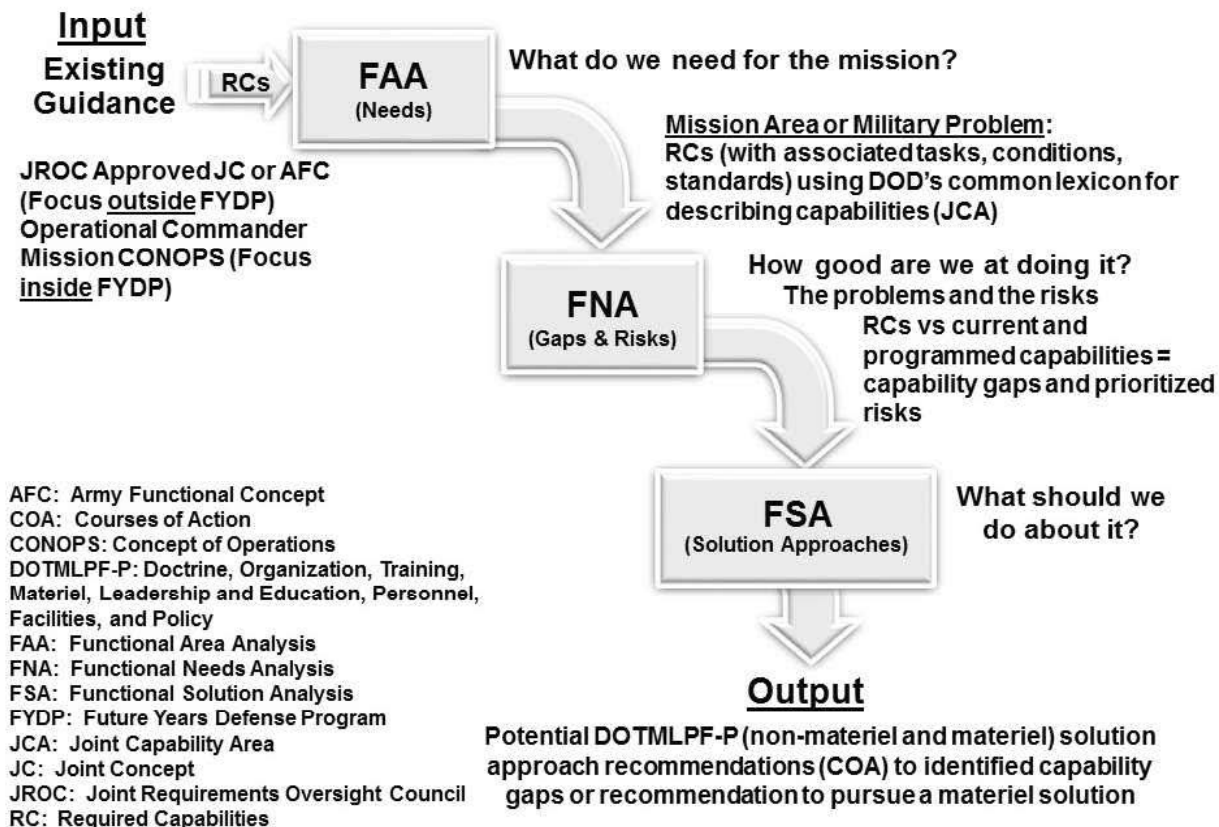 Input
Existing
Guidance
RCs
FAA
(Needs)
What do we need for the mission?
JROC Approved JC or AFC
(Focus outside FYDP)
Operational Commander
Mission CONOPS (Focus
inside FYDP)
Mission Area or Military Problem:
RCs (with associated tasks, conditions,
standards) using DOD's common lexicon for
describing capabilities (JCA)
FNA
(Gaps & Risks)
How good are we at doing it?
The problems and the risks
RCs vs current and
programmed capabilities =
capability gaps and prioritized
risks
FSA
(Solution Approaches)
What should we
do about it?
AFC: Army Functional Concept
COA: Courses of Action
CONOPS: Concept of Operations
DOTMLPF-P: Doctrine, Organization, Training,
Materiel, Leadership and Education, Personnel,
Facilities, and Policy
FAA: Functional Area Analysis
FNA: Functional Needs Analysis
FSA: Functional Solution Analysis
FYDP: Future Years Defense Program
JCA: Joint Capability Area
JC: Joint Concept
JROC: Joint Requirements Oversight Council
RC: Required Capabilities
Output
Potential DOTMLPF-P (non-materiel and materiel) solution
approach recommendations (COA) to identified capability
gaps or recommendation to pursue a materiel solution